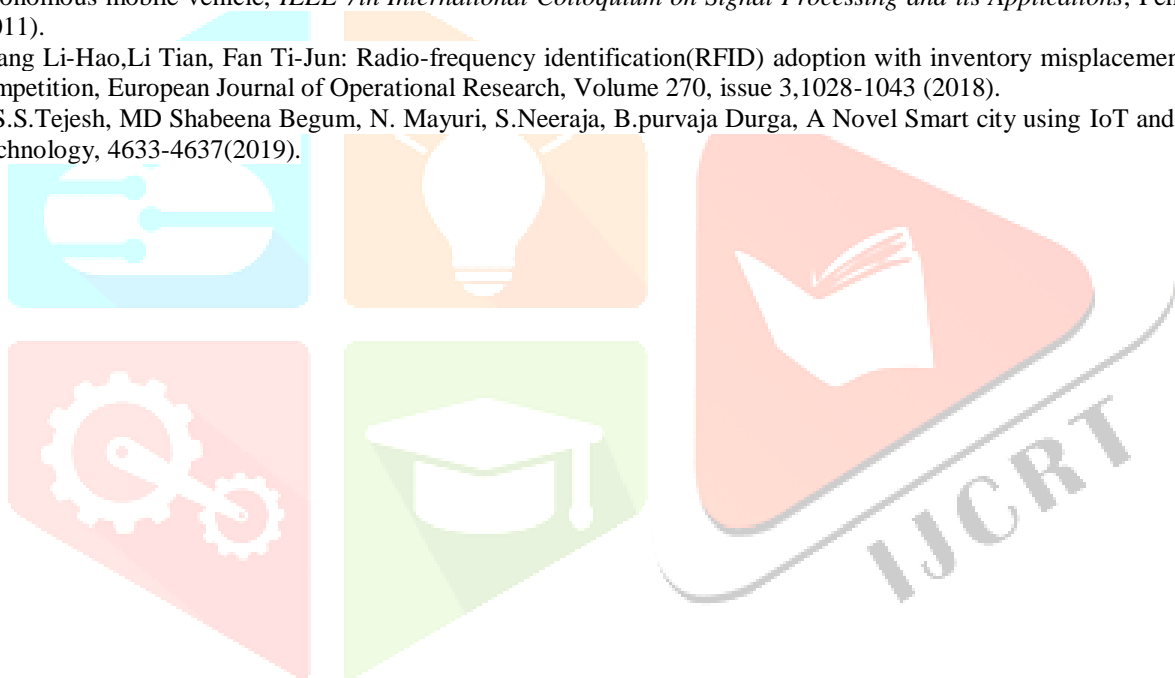 onomous mobile vehicle, IEEE 7th International Colloquium on Signal Processing and its Applications, Pen
011).
ang Li-Hao,Li Tian, Fan Ti-Jun: Radio-frequency identification(RFID) adoption with inventory misplacemen
mpetition, European Journal of Operational Research, Volume 270, issue 3,1028-1043 (2018).
S.S.Tejesh, MD Shabeena Begum, N. Mayuri, S.Neeraja, B.purvaja Durga, A Novel Smart city using IoT and
chnology, 4633-4637(2019).
IJCRT